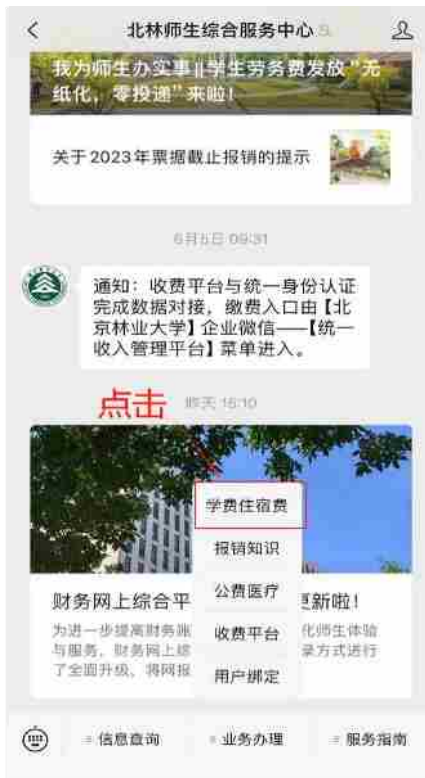 北林师生综合服务中心
我为师生办实事||学生劳务费发放“无
纸化，零投递”来啦！
关于2023年票据截止报销的提示
6月5日 09:31
通知：收费平台与统一身份认证
完成数据对接，缴费入口由【北
京林业大学】企业微信——【统一
收入管理平台】菜单进入。
点击
昨天 16:10
学费住宿费
报销知识
公费医疗
收费平台
用户绑定
财务网上综合平
更新啦！
为进一步提高财务账
化师生体验
与服务，财务网上综
录方式进行
了全面升级，将网报
信息查询
业务办理
服务指南